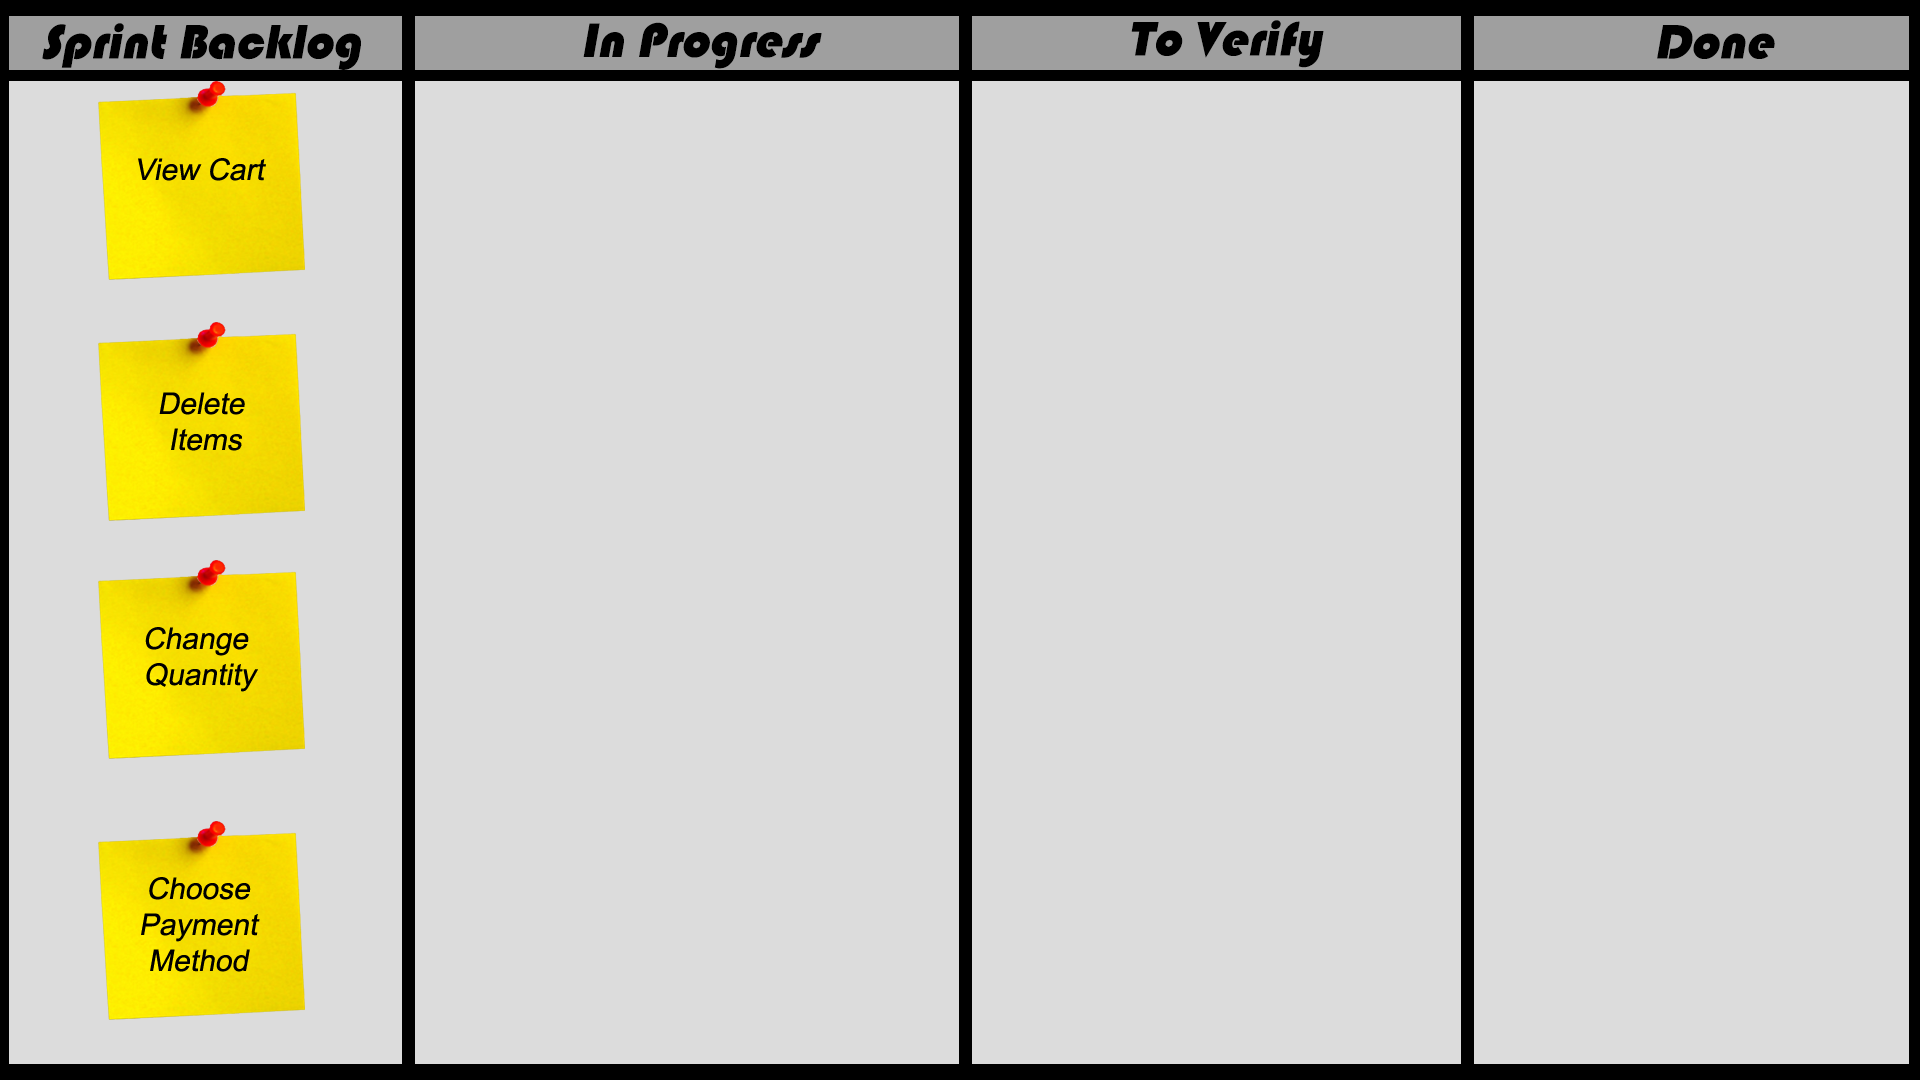 Sprint Backlog
In Progress
To Verify
Done
View Cart
Delete
Items
Change
Quantity
Choose
Payment
Method